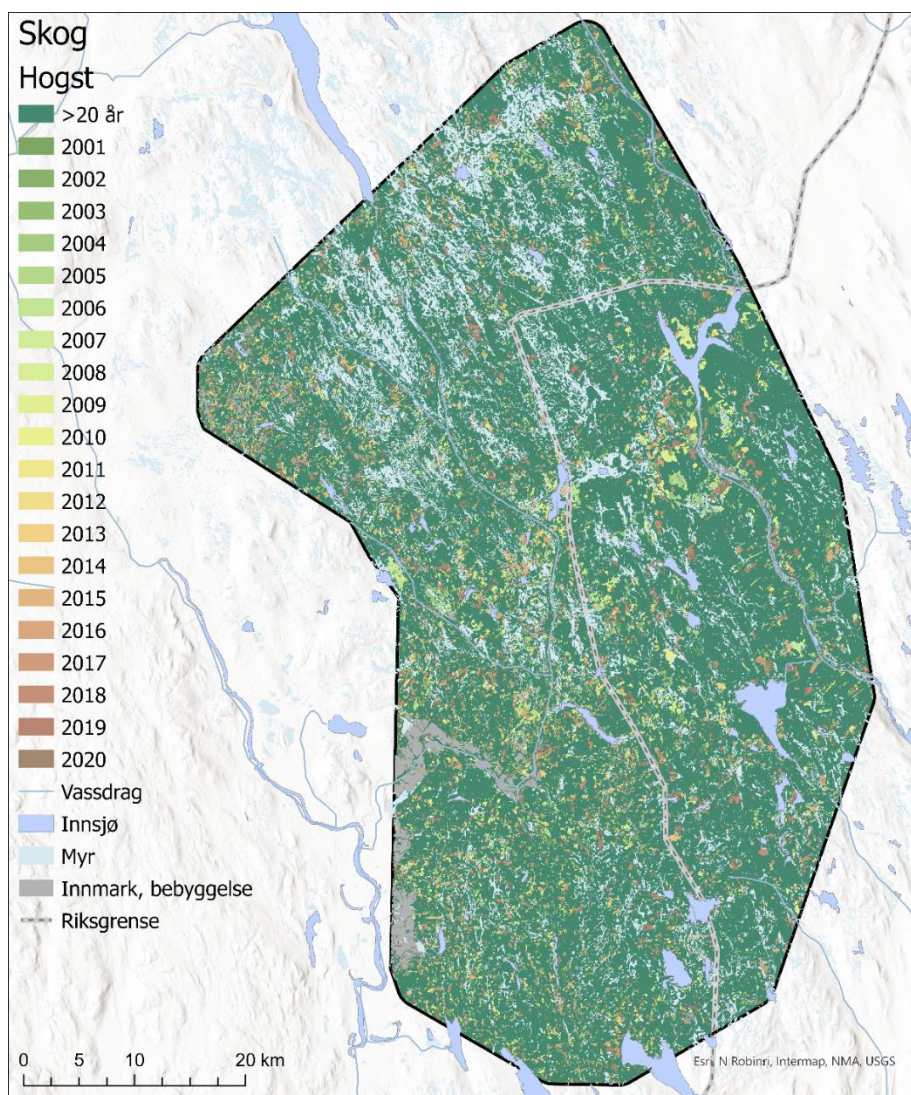 Skog
Hogst
>20 år
2001
2002
2003
2004
2005
2006
2007
2008
2009
2010
2011
2012
2013
2014
2015
2016
2017
2018
2019
2020
Vassdrag
Innsjø
Myr
Innmark, bebyggelse
Riksgrense
0 5 10 20 km
Esri, N Robinri, Intermap, NMA, USGS